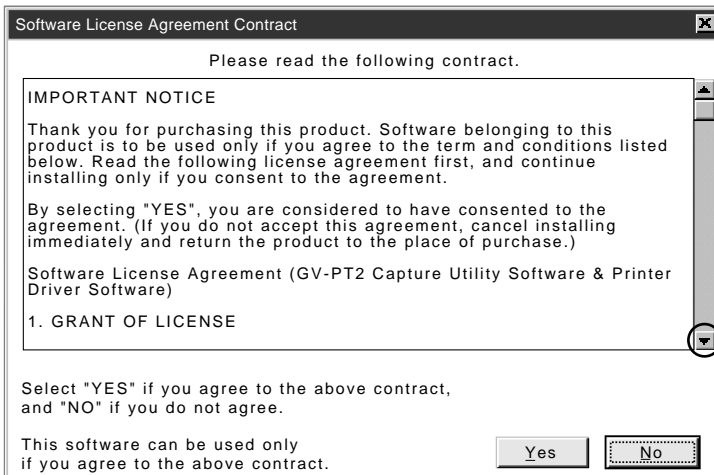 Software License Agreement Contract
Please read the following contract.
IMPORTANT NOTICE
Thank you for purchasing this product. Software belonging to this
product is to be used only if you agree to the term and conditions listed
below. Read the following license agreement first, and continue
installing only if you consent to the agreement.
By selecting "YES", you are considered to have consented to the
agreement. (If you do not accept this agreement, cancel installing
immediately and return the product to the place of purchase.)
Software License Agreement (GV-PT2 Capture Utility Software & Printer
Driver Software)
1. GRANT OF LICENSE
Select "YES" if you agree to the above contract,
and "NO" if you do not agree.
This software can be used only
if you agree to the above contract.
Yes
No